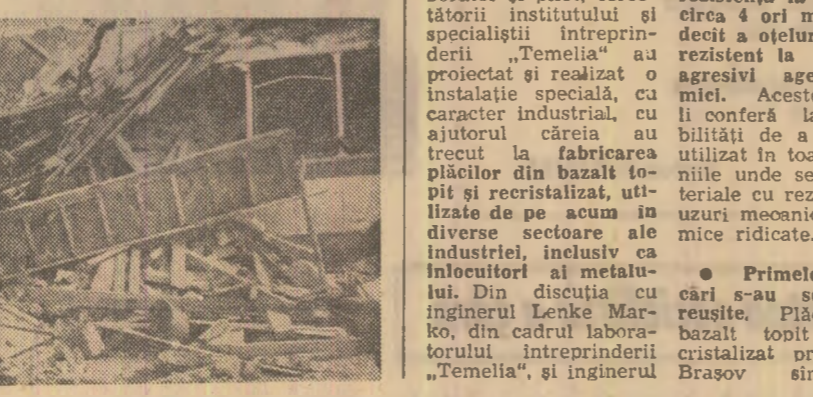 tătorii institutului și
specialiștii întreprin-
derii „Temelia“ au
proiectat și realizat o
instalație specială, cu
caracter industrial, cu
ajutorul căreia au
trecut la fabricarea
plăcilor din bazalt to-
pit și recristalizat, uti-
lizate de pe acum în
diverse sectoare ale
industriei, inclusiv ca
înlocuitori ai metalu-
lui. Din discuția cu
inginerul Lenke Mar-
ko, din cadrul labora-
torului întreprinderii
„Temelia“, și inginerul
circa 4 ori m
decît a oțelur
rezistent la
agresivi age
mici. Aceste
îi conferă la
bilități de a
utilizat în toa
niile unde se
teriale cu rez
uzuri mecanic
mice ridicate.
● Primele
cări s-au s
reușite. Plă
bazalt topit
cristalizat pr
Brașov sîn